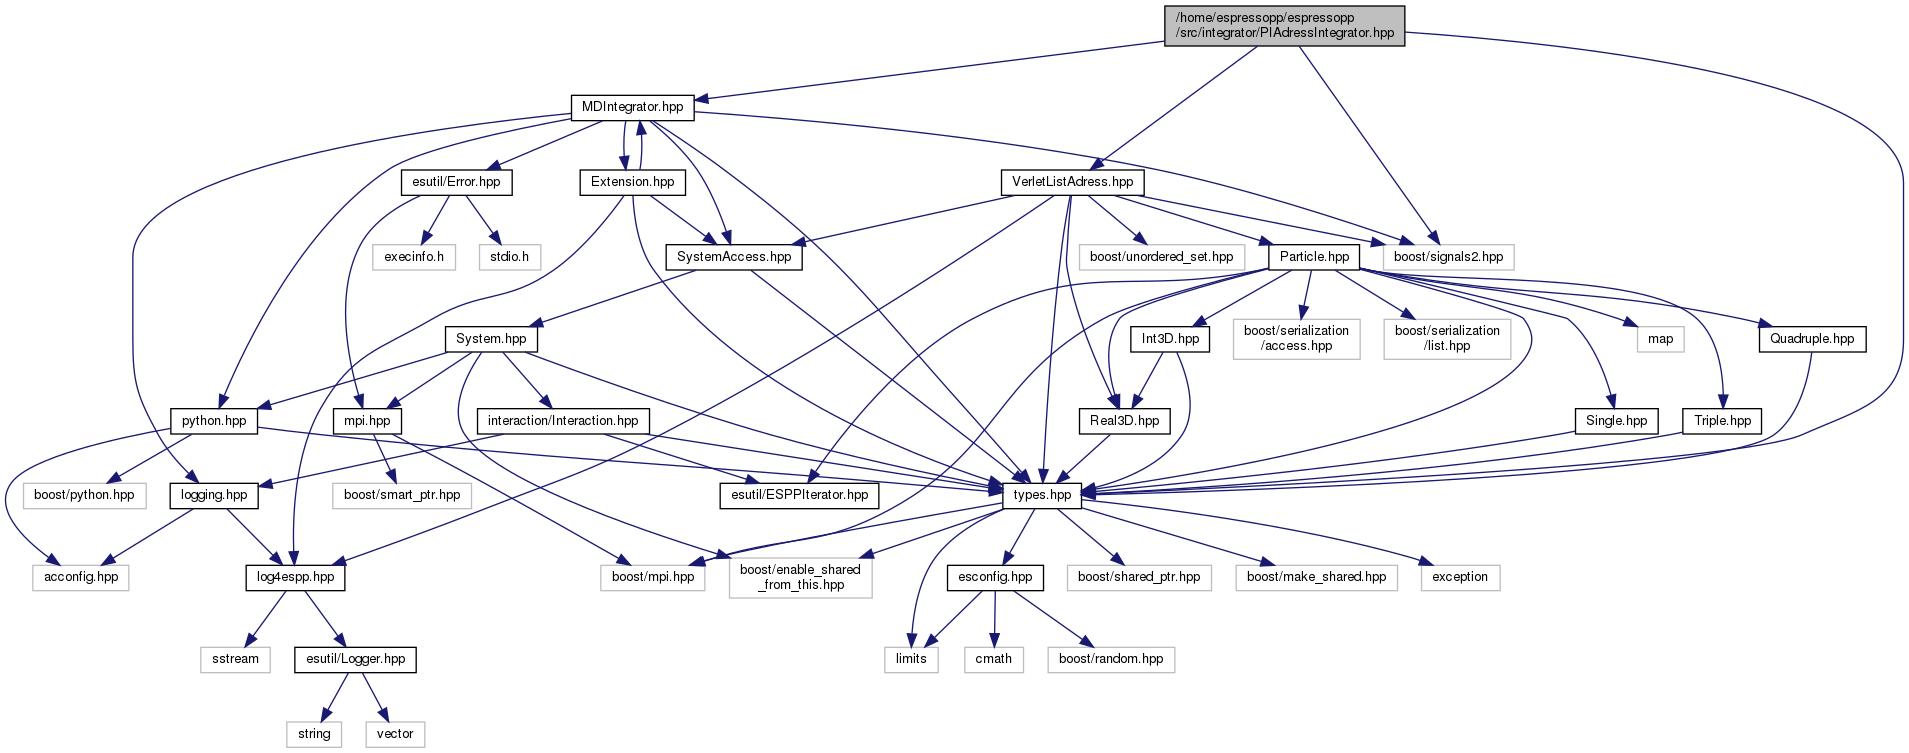 /home/espressopp/espressopp
/src/integrator/PIAdressIntegrator.hpp
MDIntegrator.hpp
esutil/Error.hpp
Extension.hpp
VerletListAdress.hpp
execinfo.h
stdio.h
SystemAccess.hpp
boost/unordered_set.hpp
Particle.hpp
boost/signals2.hpp
System.hpp
Int3D.hpp
boost/serialization
/access.hpp
boost/serialization
/list.hpp
map
Quadruple.hpp
python.hpp
mpi.hpp
interaction/Interaction.hpp
Real3D.hpp
Single.hpp
Triple.hpp
boost/python.hpp
logging.hpp
boost/smart_ptr.hpp
esutil/ESPPIterator.hpp
types.hpp
acconfig.hpp
log4espp.hpp
boost/mpi.hpp
boost/enable_shared
_from_this.hpp
esconfig.hpp
boost/shared_ptr.hpp
boost/make_shared.hpp
exception
sstream
esutil/Logger.hpp
limits
cmath
boost/random.hpp
string
vector